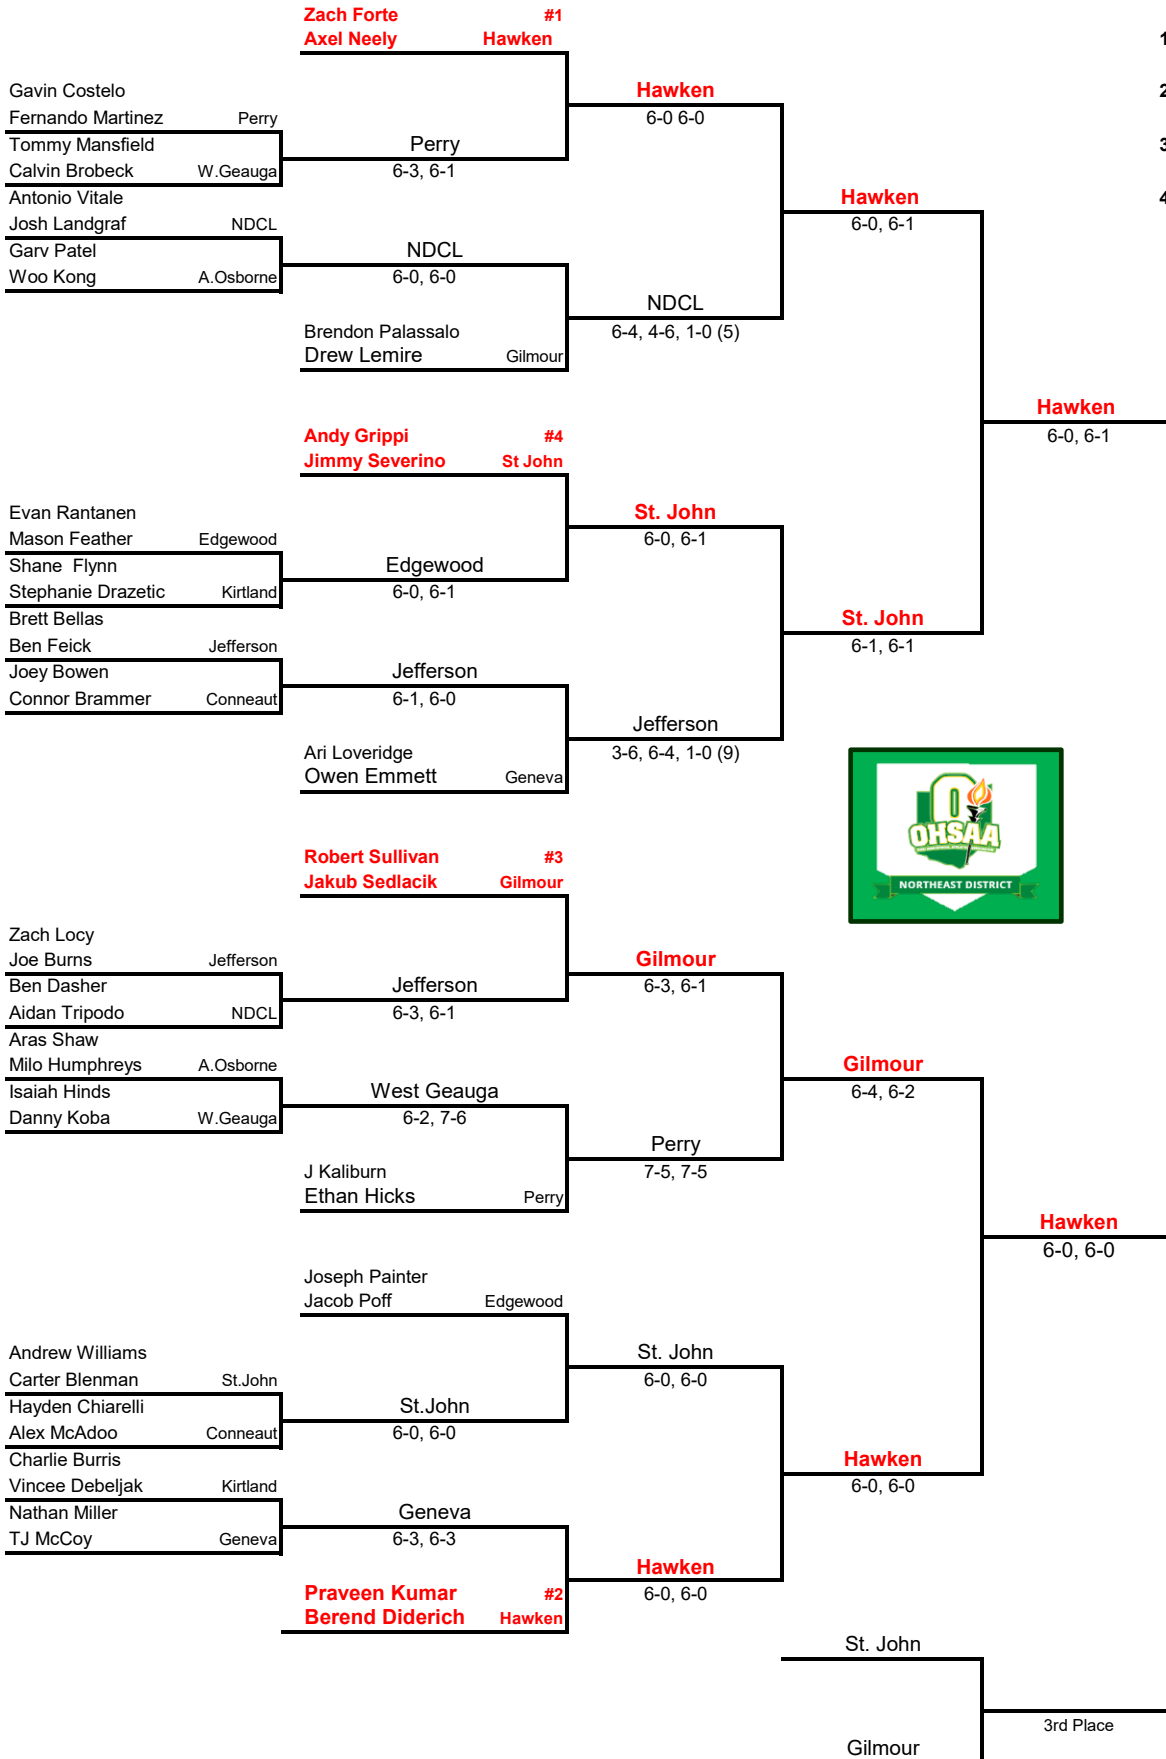 Zach Forte #1
Axel Neely Hawken
1
Gavin Costelo
Hawken
2
Fernando Martinez Perry
6-0 6-0
Tommy Mansfield
Perry
3
Calvin Brobeck W.Geauga
6-3, 6-1
Antonio Vitale
Hawken
4
Josh Landgraf NDCL
6-0, 6-1
Garv Patel
NDCL
Woo Kong A.Osborne
6-0, 6-0
NDCL
Brendon Palassalo
6-4, 4-6, 1-0 (5)
Drew Lemire Gilmour
Hawken
6-0, 6-1
Andy Grippi #4
Jimmy Severino St John
Evan Rantanen
St. John
Mason Feather Edgewood
6-0, 6-1
Shane Flynn
Edgewood
Stephanie Drazetic Kirtland
6-0, 6-1
Brett Bellas
St. John
Ben Feick Jefferson
6-1, 6-1
Joey Bowen
Jefferson
Connor Brammer Conneaut
6-1, 6-0
Jefferson
Ari Loveridge
3-6, 6-4, 1-0 (9)
Owen Emmett Geneva
OHSAA
NORTHEAST DISTRICT
Robert Sullivan #3
Jakub Sedlacik Gilmour
Zach Locy
Joe Burns Jefferson
Gilmour
6-3, 6-1
Ben Dasher
Jefferson
Aidan Tripodo NDCL
6-3, 6-1
Aras Shaw
Milo Humphreys A.Osborne
Gilmour
6-4, 6-2
Isaiah Hinds
West Geauga
Danny Koba W.Geauga
6-2, 7-6
Perry
J Kaliburn
7-5, 7-5
Ethan Hicks Perry
Hawken
6-0, 6-0
Joseph Painter
Jacob Poff Edgewood
Andrew Williams
St. John
Carter Blenman St.John
6-0, 6-0
Hayden Chiarelli
St.John
Alex McAdoo Conneaut
6-0, 6-0
Charlie Burris
Hawken
Vincee Debeljak Kirtland
6-0, 6-0
Nathan Miller
Geneva
TJ McCoy Geneva
6-3, 6-3
Hawken
Praveen Kumar #2
6-0, 6-0
Berend Diderich Hawken
St. John
3rd Place
Gilmour